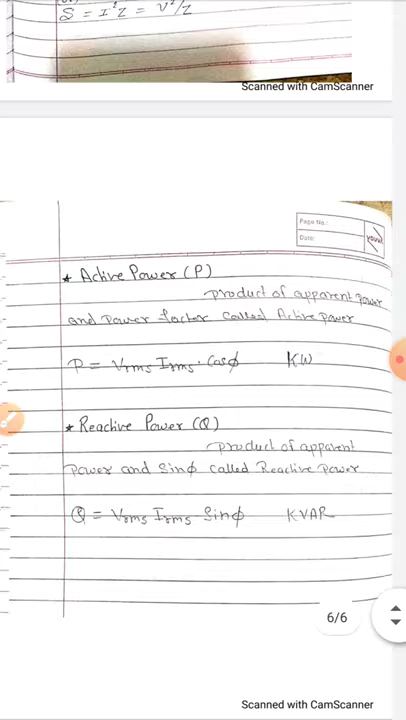 S = I²Z = V²/Z
Scanned with CamScanner
Page No.:
Date:
YOUVA
★ Active Power (P)
product of apparent power
and power factor called Active power
P = Vrms Irms · Cosϕ KW
★ Reactive Power (Q)
product of apparent
power and Sinϕ called Reactive Power
Q = Vrms Irms Sinϕ KVAR
6/6
Scanned with CamScanner